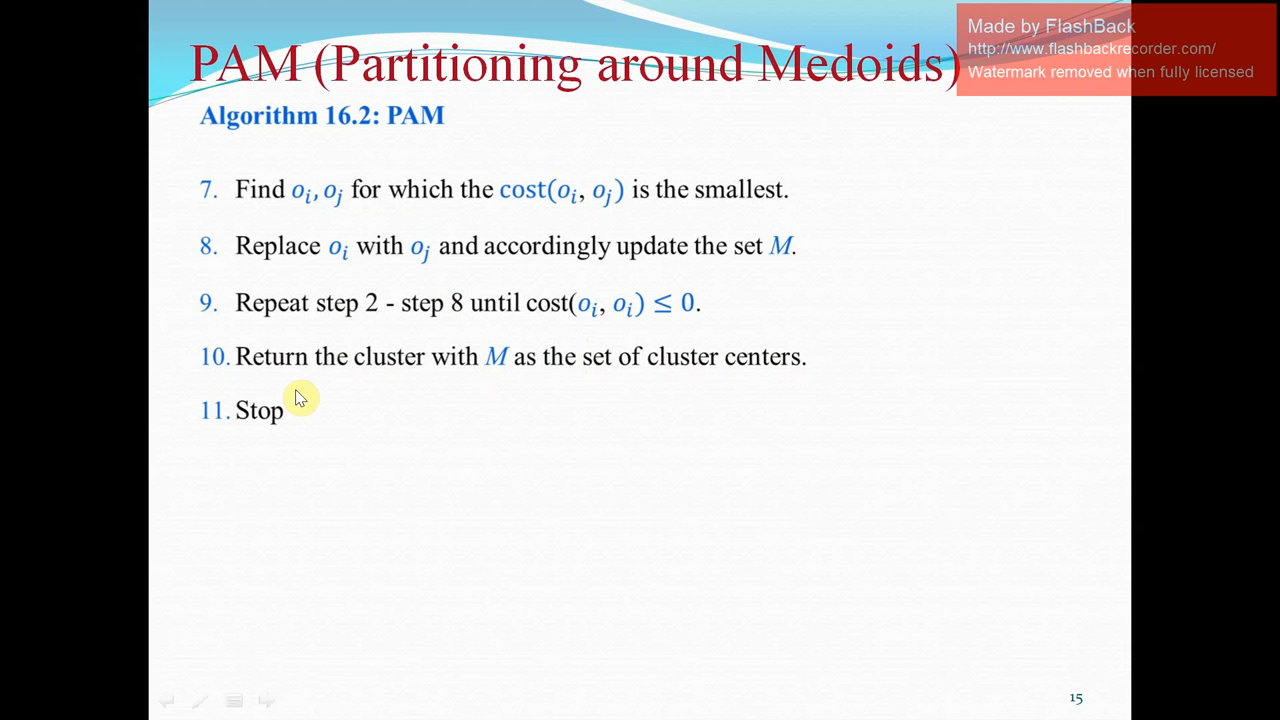 Made by FlashBack
http://www.flashbackrecorder.com/
Watermark removed when fully licensed
PAM (Partitioning around Medoids)
Algorithm 16.2: PAM
7. Find oᵢ, oⱼ for which the cost(oᵢ, oⱼ) is the smallest.
8. Replace oᵢ with oⱼ and accordingly update the set M.
9. Repeat step 2 - step 8 until cost(oᵢ, oᵢ) ≤ 0.
10. Return the cluster with M as the set of cluster centers.
11. Stop
15